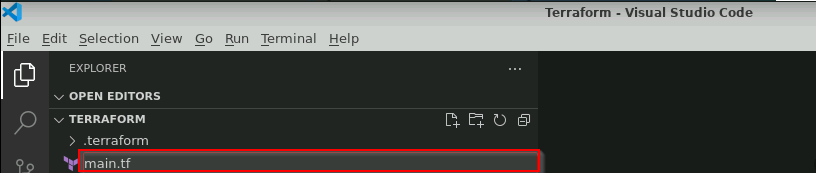 Terraform - Visual Studio Code
File Edit Selection View Go Run Terminal Help
EXPLORER
OPEN EDITORS
TERRAFORM
.terraform
main.tf